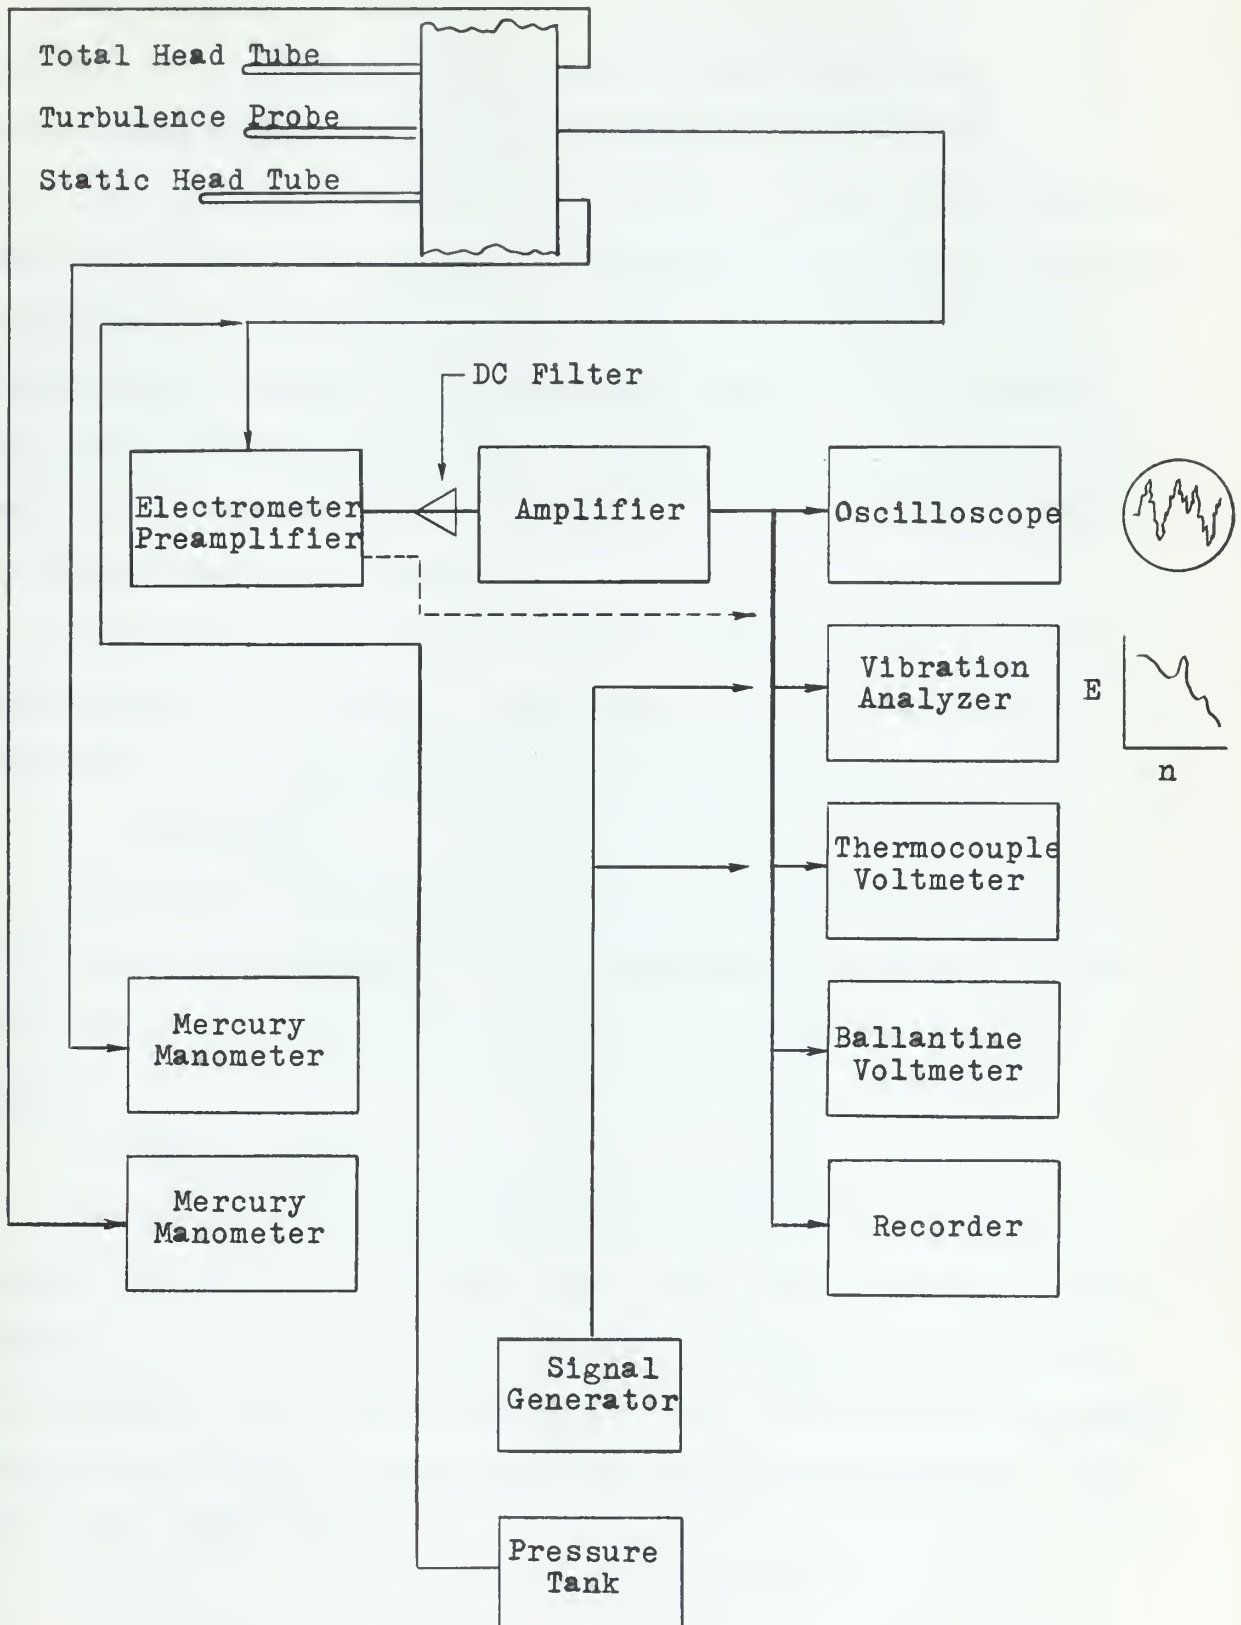 Total Head Tube
Turbulence Probe
Static Head Tube
DC Filter
Electrometer
Preamplifier
Amplifier
Oscilloscope
Vibration
Analyzer
E
n
Thermocouple
Voltmeter
Mercury
Manometer
Ballantine
Voltmeter
Mercury
Manometer
Recorder
Signal
Generator
Pressure
Tank